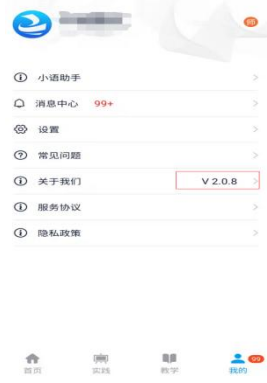 师
小语助手
消息中心 99+
设置
常见问题
关于我们 V 2.0.8
服务协议
隐私政策
99
首页 实践 教学 我的